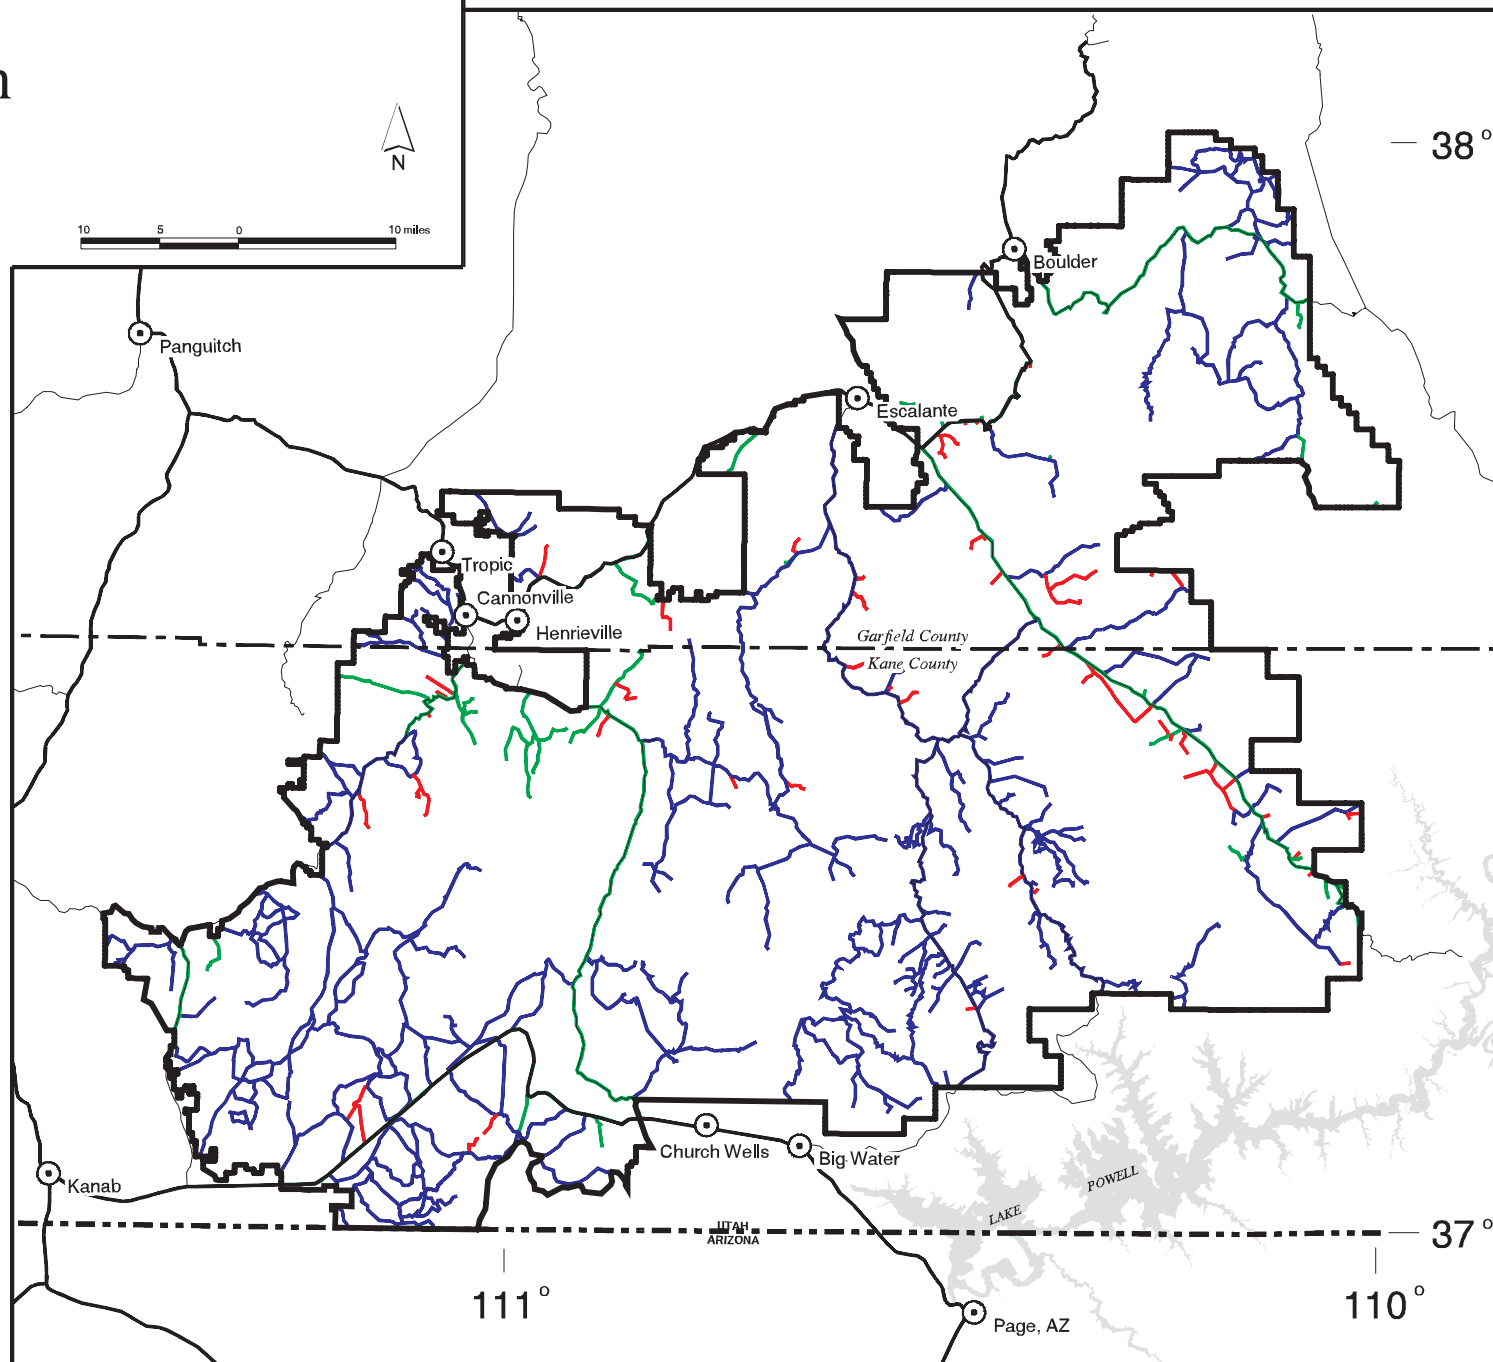 n
N
10 5 0 10 miles
38°
Boulder
Panguitch
Escalante
Tropic
Cannonville
Henrieville
Garfield County
Kane County
Church Wells
Big Water
Kanab
LAKE POWELL
UTAH
ARIZONA
37°
111°
110°
Page, AZ